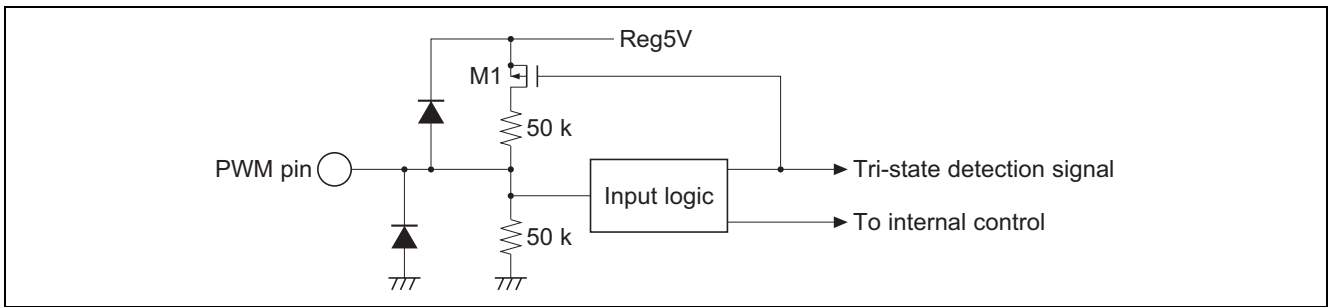 Reg5V
M1
50 k
PWM pin
Input logic
Tri-state detection signal
To internal control
50 k